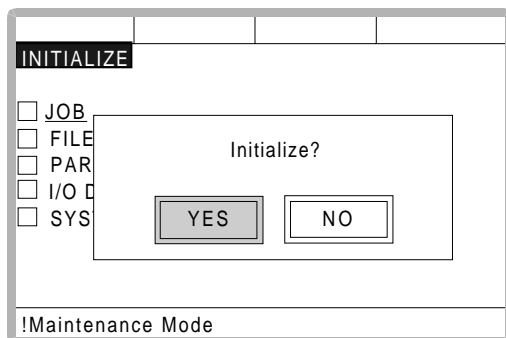 INITIALIZE
JOB
FILE
PAR
I/O
SYS
Initialize?
YES NO
!Maintenance Mode